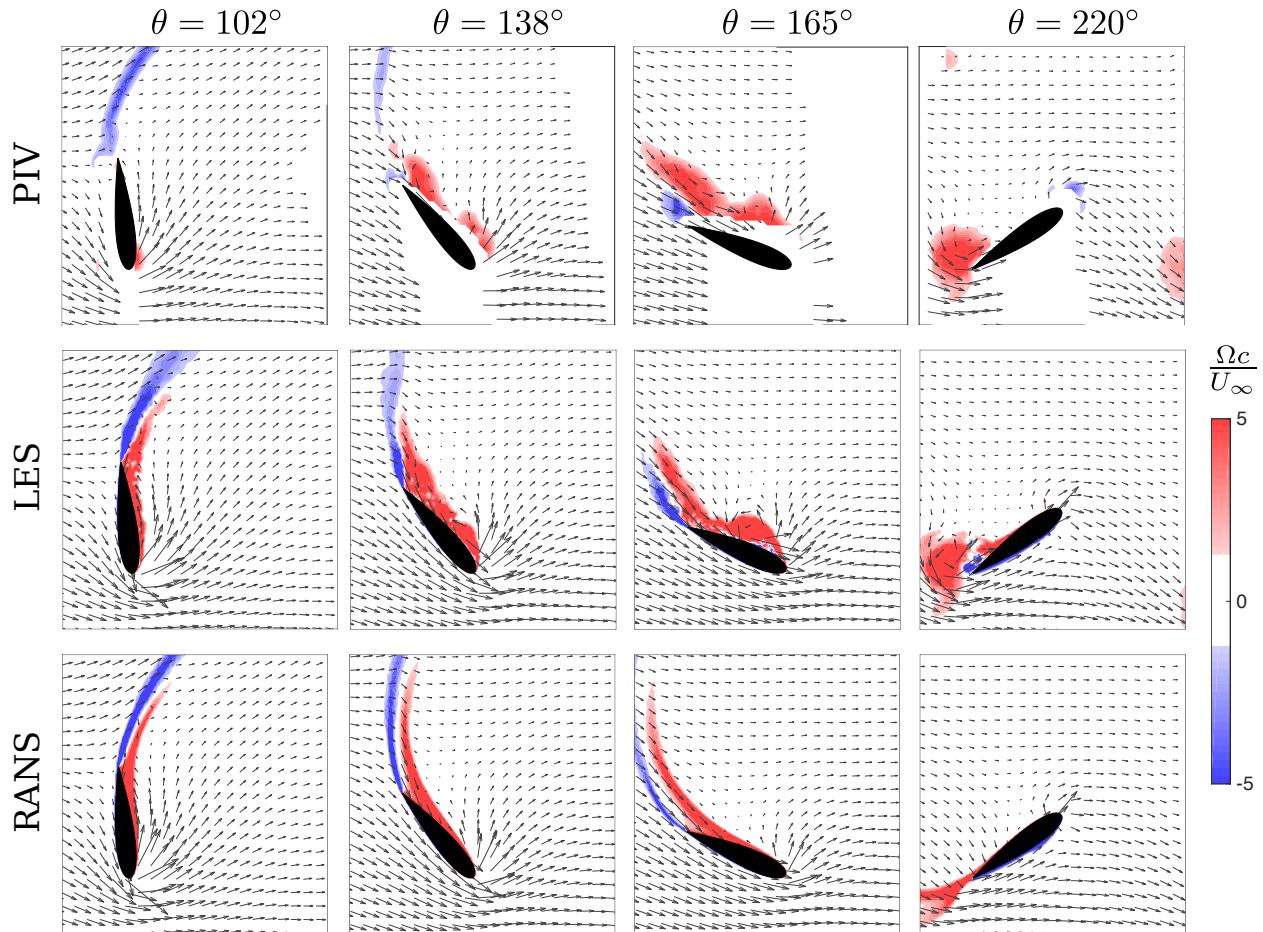 θ = 102° θ = 138° θ = 165° θ = 220°
PIV
LES
Ωc
U∞
5
0
-5
RANS